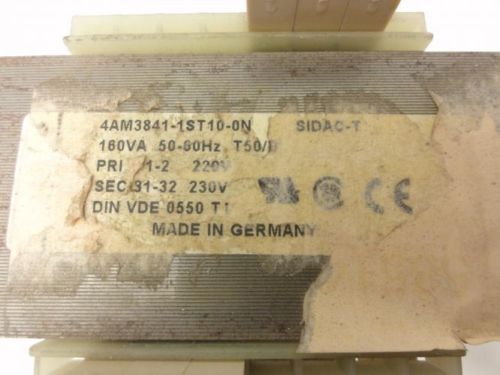 4AM3841-1ST10-0N SIDAC-T
160VA 50-60Hz T50/B
PRI 1-2 220V
SEC 31-32 230V
DIN VDE 0550 T1
MADE IN GERMANY